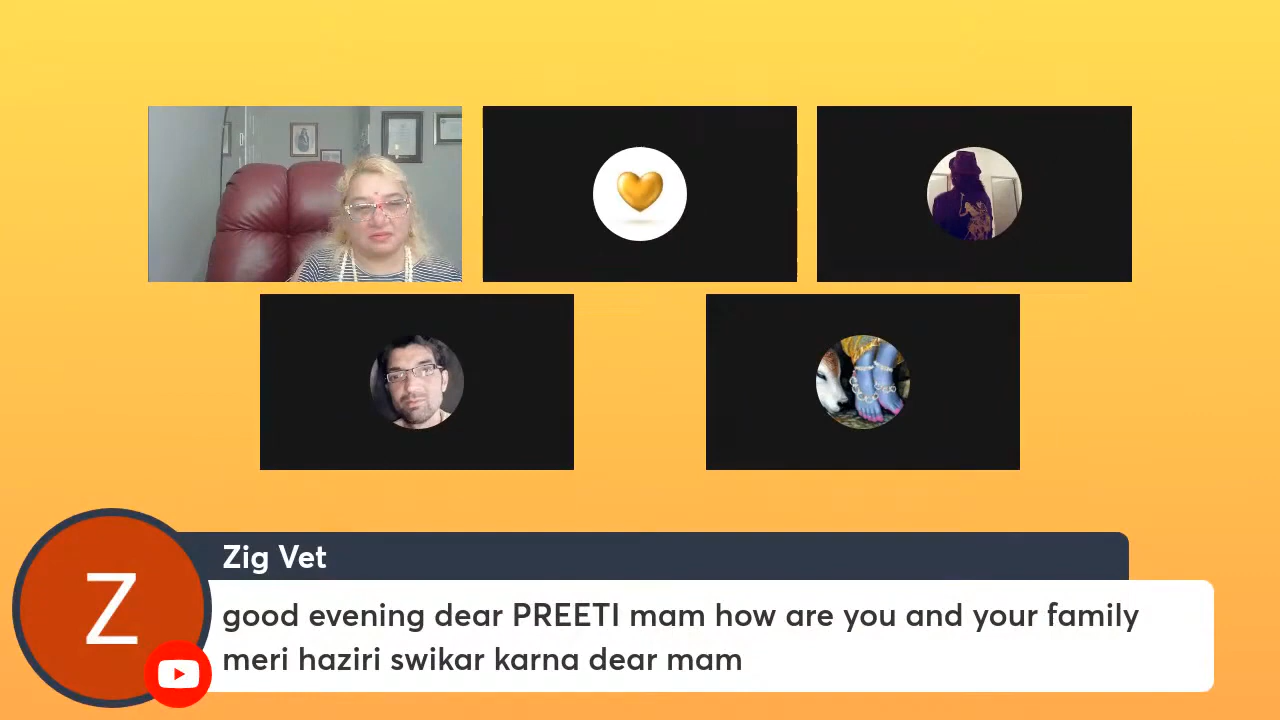 Z
Zig Vet
good evening dear PREETI mam how are you and your family
meri haziri swikar karna dear mam